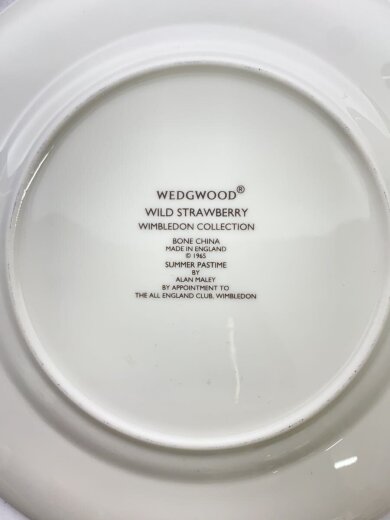 WEDGWOOD®
WILD STRAWBERRY
WIMBLEDON COLLECTION
BONE CHINA
MADE IN ENGLAND
© 1965
SUMMER PASTIME
BY
ALAN MALEY
BY APPOINTMENT TO
THE ALL ENGLAND CLUB, WIMBLEDON